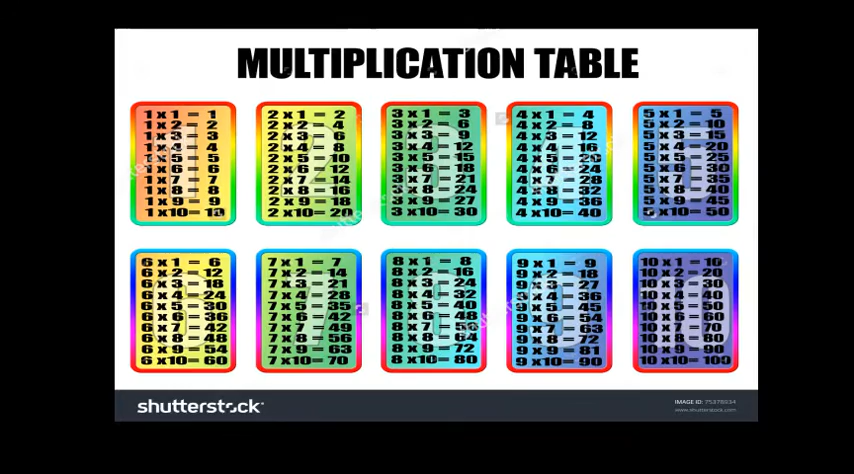 MULTIPLICATION TABLE
1 x 1 = 1
1 x 2 = 2
1 x 3 = 3
1 x 4 = 4
1 x 5 = 5
1 x 6 = 6
1 x 7 = 7
1 x 8 = 8
1 x 9 = 9
1 x10= 10
2 x 1 = 2
2 x 2 = 4
2 x 3 = 6
2 x 4 = 8
2 x 5 = 10
2 x 6 = 12
2 x 7 = 14
2 x 8 = 16
2 x 9 = 18
2 x10= 20
3 x 1 = 3
3 x 2 = 6
3 x 3 = 9
3 x 4 = 12
3 x 5 = 15
3 x 6 = 18
3 x 7 = 21
3 x 8 = 24
3 x 9 = 27
3 x10= 30
4 x 1 = 4
4 x 2 = 8
4 x 3 = 12
4 x 4 = 16
4 x 5 = 20
4 x 6 = 24
4 x 7 = 28
4 x 8 = 32
4 x 9 = 36
4 x10= 40
5 x 1 = 5
5 x 2 = 10
5 x 3 = 15
5 x 4 = 20
5 x 5 = 25
5 x 6 = 30
5 x 7 = 35
5 x 8 = 40
5 x 9 = 45
5 x10= 50
6 x 1 = 6
6 x 2 = 12
6 x 3 = 18
6 x 4 = 24
6 x 5 = 30
6 x 6 = 36
6 x 7 = 42
6 x 8 = 48
6 x 9 = 54
6 x10= 60
7 x 1 = 7
7 x 2 = 14
7 x 3 = 21
7 x 4 = 28
7 x 5 = 35
7 x 6 = 42
7 x 7 = 49
7 x 8 = 56
7 x 9 = 63
7 x10= 70
8 x 1 = 8
8 x 2 = 16
8 x 3 = 24
8 x 4 = 32
8 x 5 = 40
8 x 6 = 48
8 x 7 = 56
8 x 8 = 64
8 x 9 = 72
8 x10= 80
9 x 1 = 9
9 x 2 = 18
9 x 3 = 27
9 x 4 = 36
9 x 5 = 45
9 x 6 = 54
9 x 7 = 63
9 x 8 = 72
9 x 9 = 81
9 x10= 90
10 x 1 = 10
10 x 2 = 20
10 x 3 = 30
10 x 4 = 40
10 x 5 = 50
10 x 6 = 60
10 x 7 = 70
10 x 8 = 80
10 x 9 = 90
10 x10= 100
shutterstock
IMAGE ID:
www.shutterstock.com